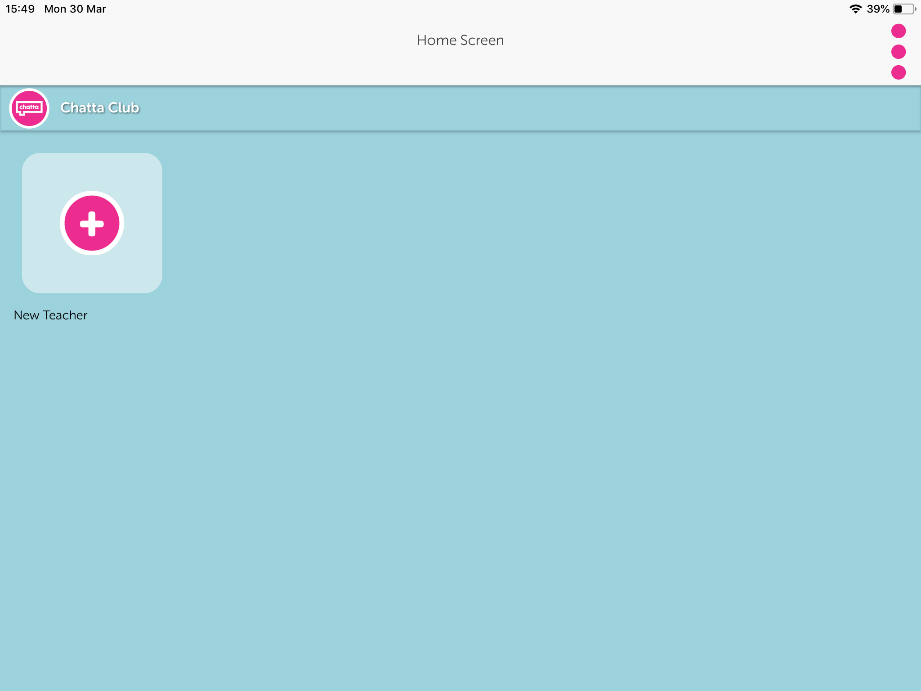 15:49 Mon 30 Mar
39%
Home Screen
chatta
Chatta Club
New Teacher